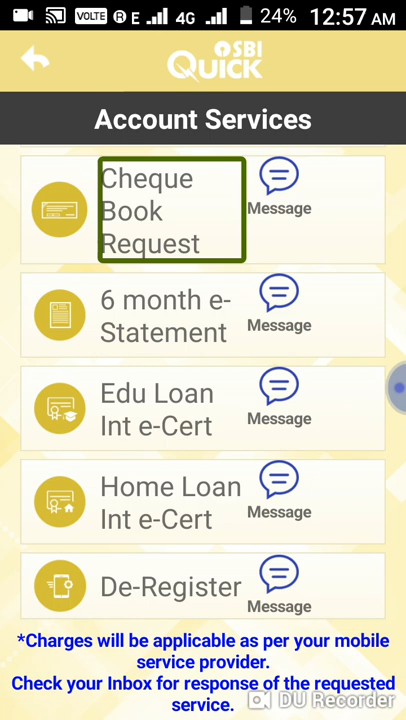 VOLTE R E 4G 24% 12:57 AM
SBI
QUICK
Account Services
Cheque
Book
Request
Message
6 month e-
Statement
Message
Edu Loan
Int e-Cert
Message
Home Loan
Int e-Cert
Message
De-Register
Message
*Charges will be applicable as per your mobile
service provider.
Check your Inbox for response of the requested
service.
DU Recorder